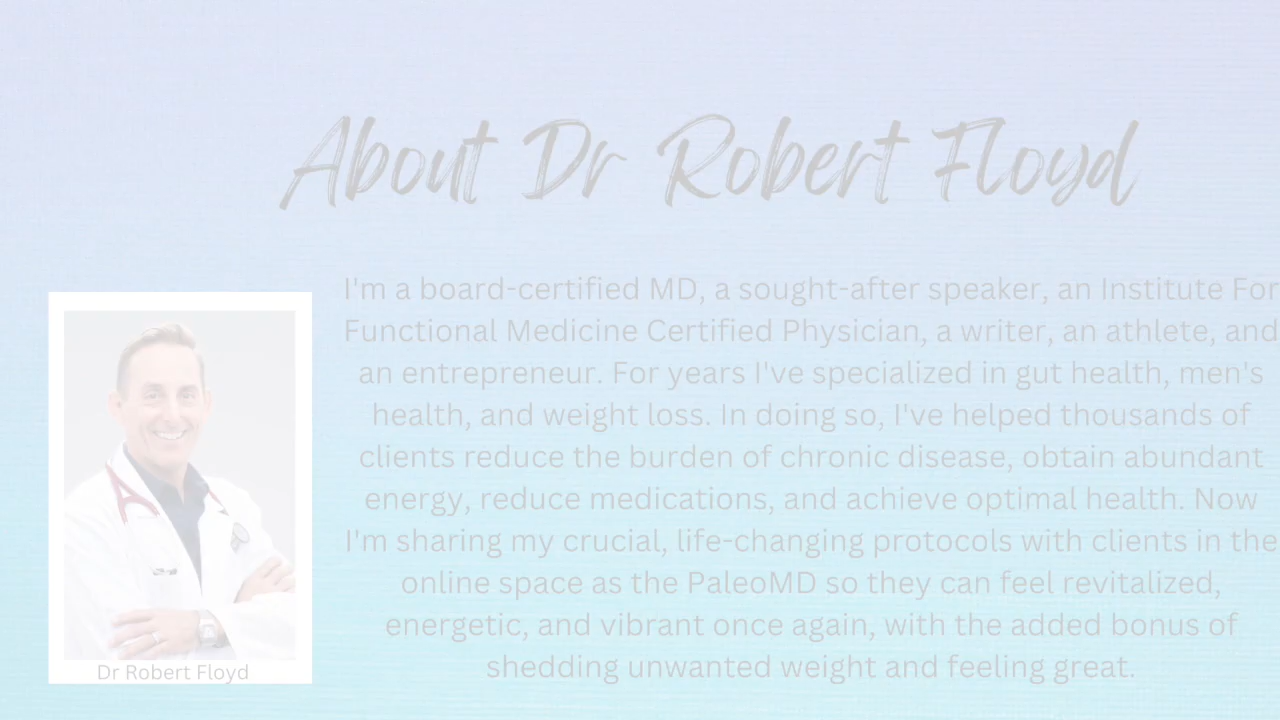 About Dr Robert Floyd
I'm a board-certified MD, a sought-after speaker, an Institute For
Functional Medicine Certified Physician, a writer, an athlete, and
an entrepreneur. For years I've specialized in gut health, men's
health, and weight loss. In doing so, I've helped thousands of
clients reduce the burden of chronic disease, obtain abundant
energy, reduce medications, and achieve optimal health. Now
I'm sharing my crucial, life-changing protocols with clients in the
online space as the PaleoMD so they can feel revitalized,
energetic, and vibrant once again, with the added bonus of
shedding unwanted weight and feeling great.
Dr Robert Floyd